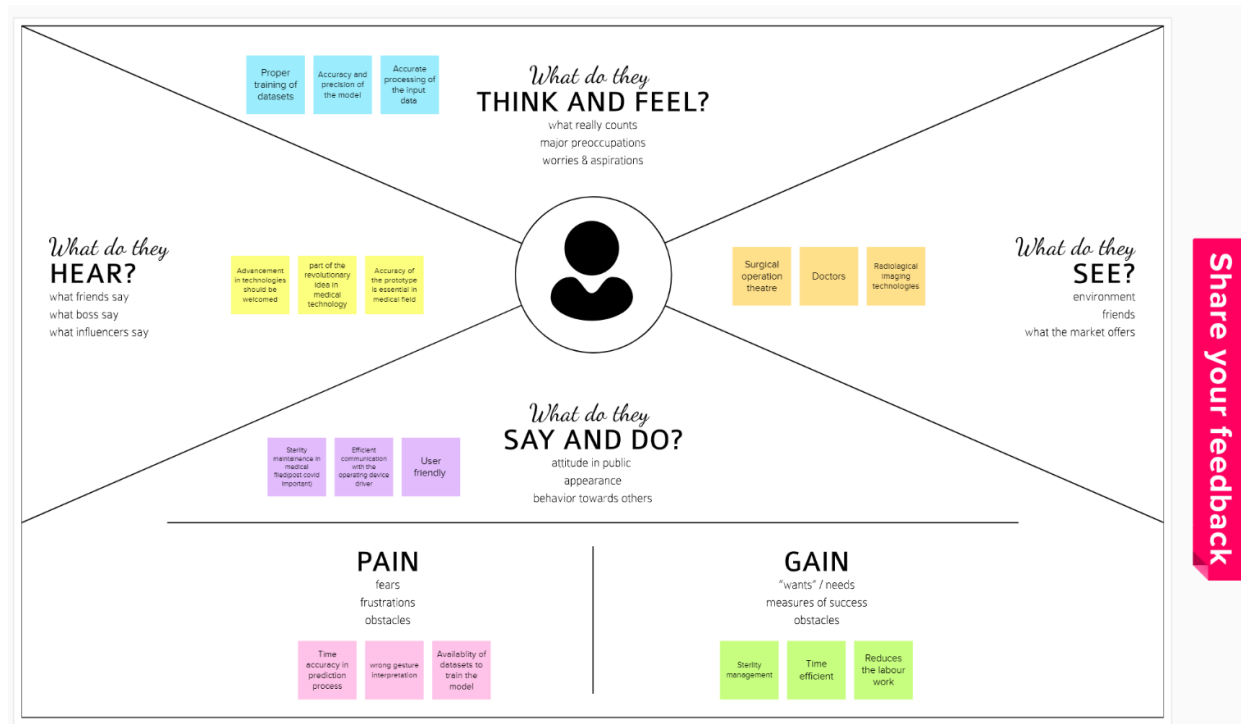 Proper
training of
datasets
Accuracy and
precision of
the model
Accurate
processing of
the input
data
What do they
THINK AND FEEL?
what really counts
major preoccupations
worries & aspirations
What do they
HEAR?
what friends say
what boss say
what influencers say
Advancement
in technologies
should be
welcomed
part of the
revolutionary
idea in
medical
technology
Accuracy of
the prototype
is essential in
medical field
Surgical
operation
theatre
Doctors
Radiolagical
imaging
technologies
What do they
SEE?
environment
friends
what the market offers
What do they
SAY AND DO?
attitude in public
appearance
behavior towards others
Sterlity
maintainence in
medical
flied(post covid
important)
Efficient
communication
with the
operating device
driver
User
friendly
PAIN
fears
frustrations
obstacles
Time
accuracy in
prediction
process
wrong gesture
interpretation
Availablity of
datasets to
train the
model
GAIN
"wants" / needs
measures of success
obstacles
Sterlity
management
Time
efficient
Reduces
the labour
work
Share your feedback